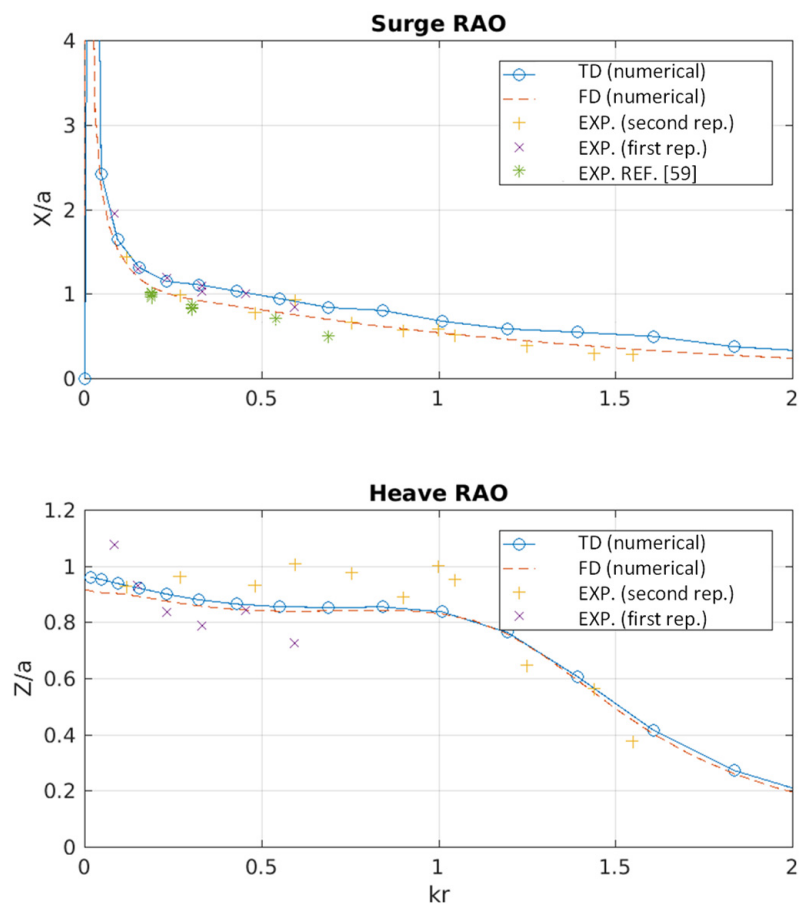 Surge RAO
4
3
2
1
0
X/a
TD (numerical)
FD (numerical)
EXP. (second rep.)
EXP. (first rep.)
EXP. REF. [59]
0 0.5 1 1.5 2
Heave RAO
1.2
1
0.8
0.6
0.4
0.2
0
Z/a
TD (numerical)
FD (numerical)
EXP. (second rep.)
EXP. (first rep.)
0 0.5 1 1.5 2
kr